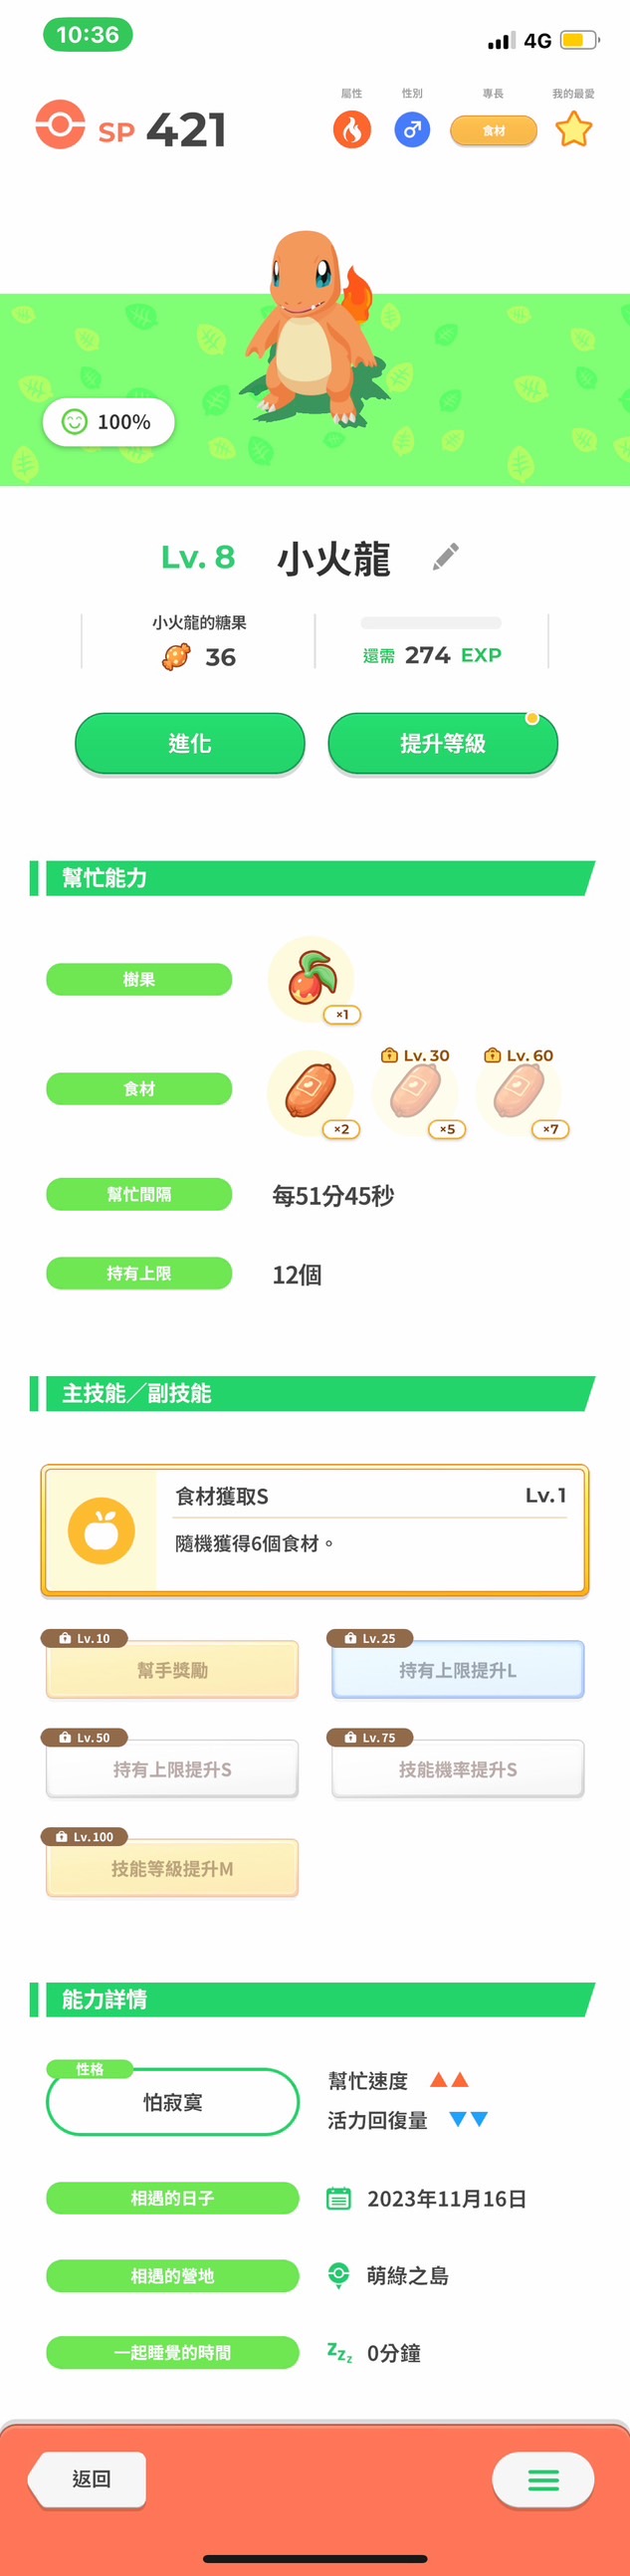 10:36
4G
屬性 性別 專長 我的最愛
SP 421
食材
100%
Lv. 8 小火龍
小火龍的糖果
36
還需 274 EXP
進化 提升等級
幫忙能力
樹果
×1
食材
Lv.30 Lv.60
×2 ×5 ×7
幫忙間隔 每51分45秒
持有上限 12個
主技能／副技能
食材獲取S Lv.1
隨機獲得6個食材。
Lv.10 Lv.25
幫手獎勵 持有上限提升L
Lv.50 Lv.75
持有上限提升S 技能機率提升S
Lv.100
技能等級提升M
能力詳情
性格
怕寂寞
幫忙速度
活力回復量
相遇的日子 2023年11月16日
相遇的營地 萌綠之島
一起睡覺的時間 zzz 0分鐘
返回